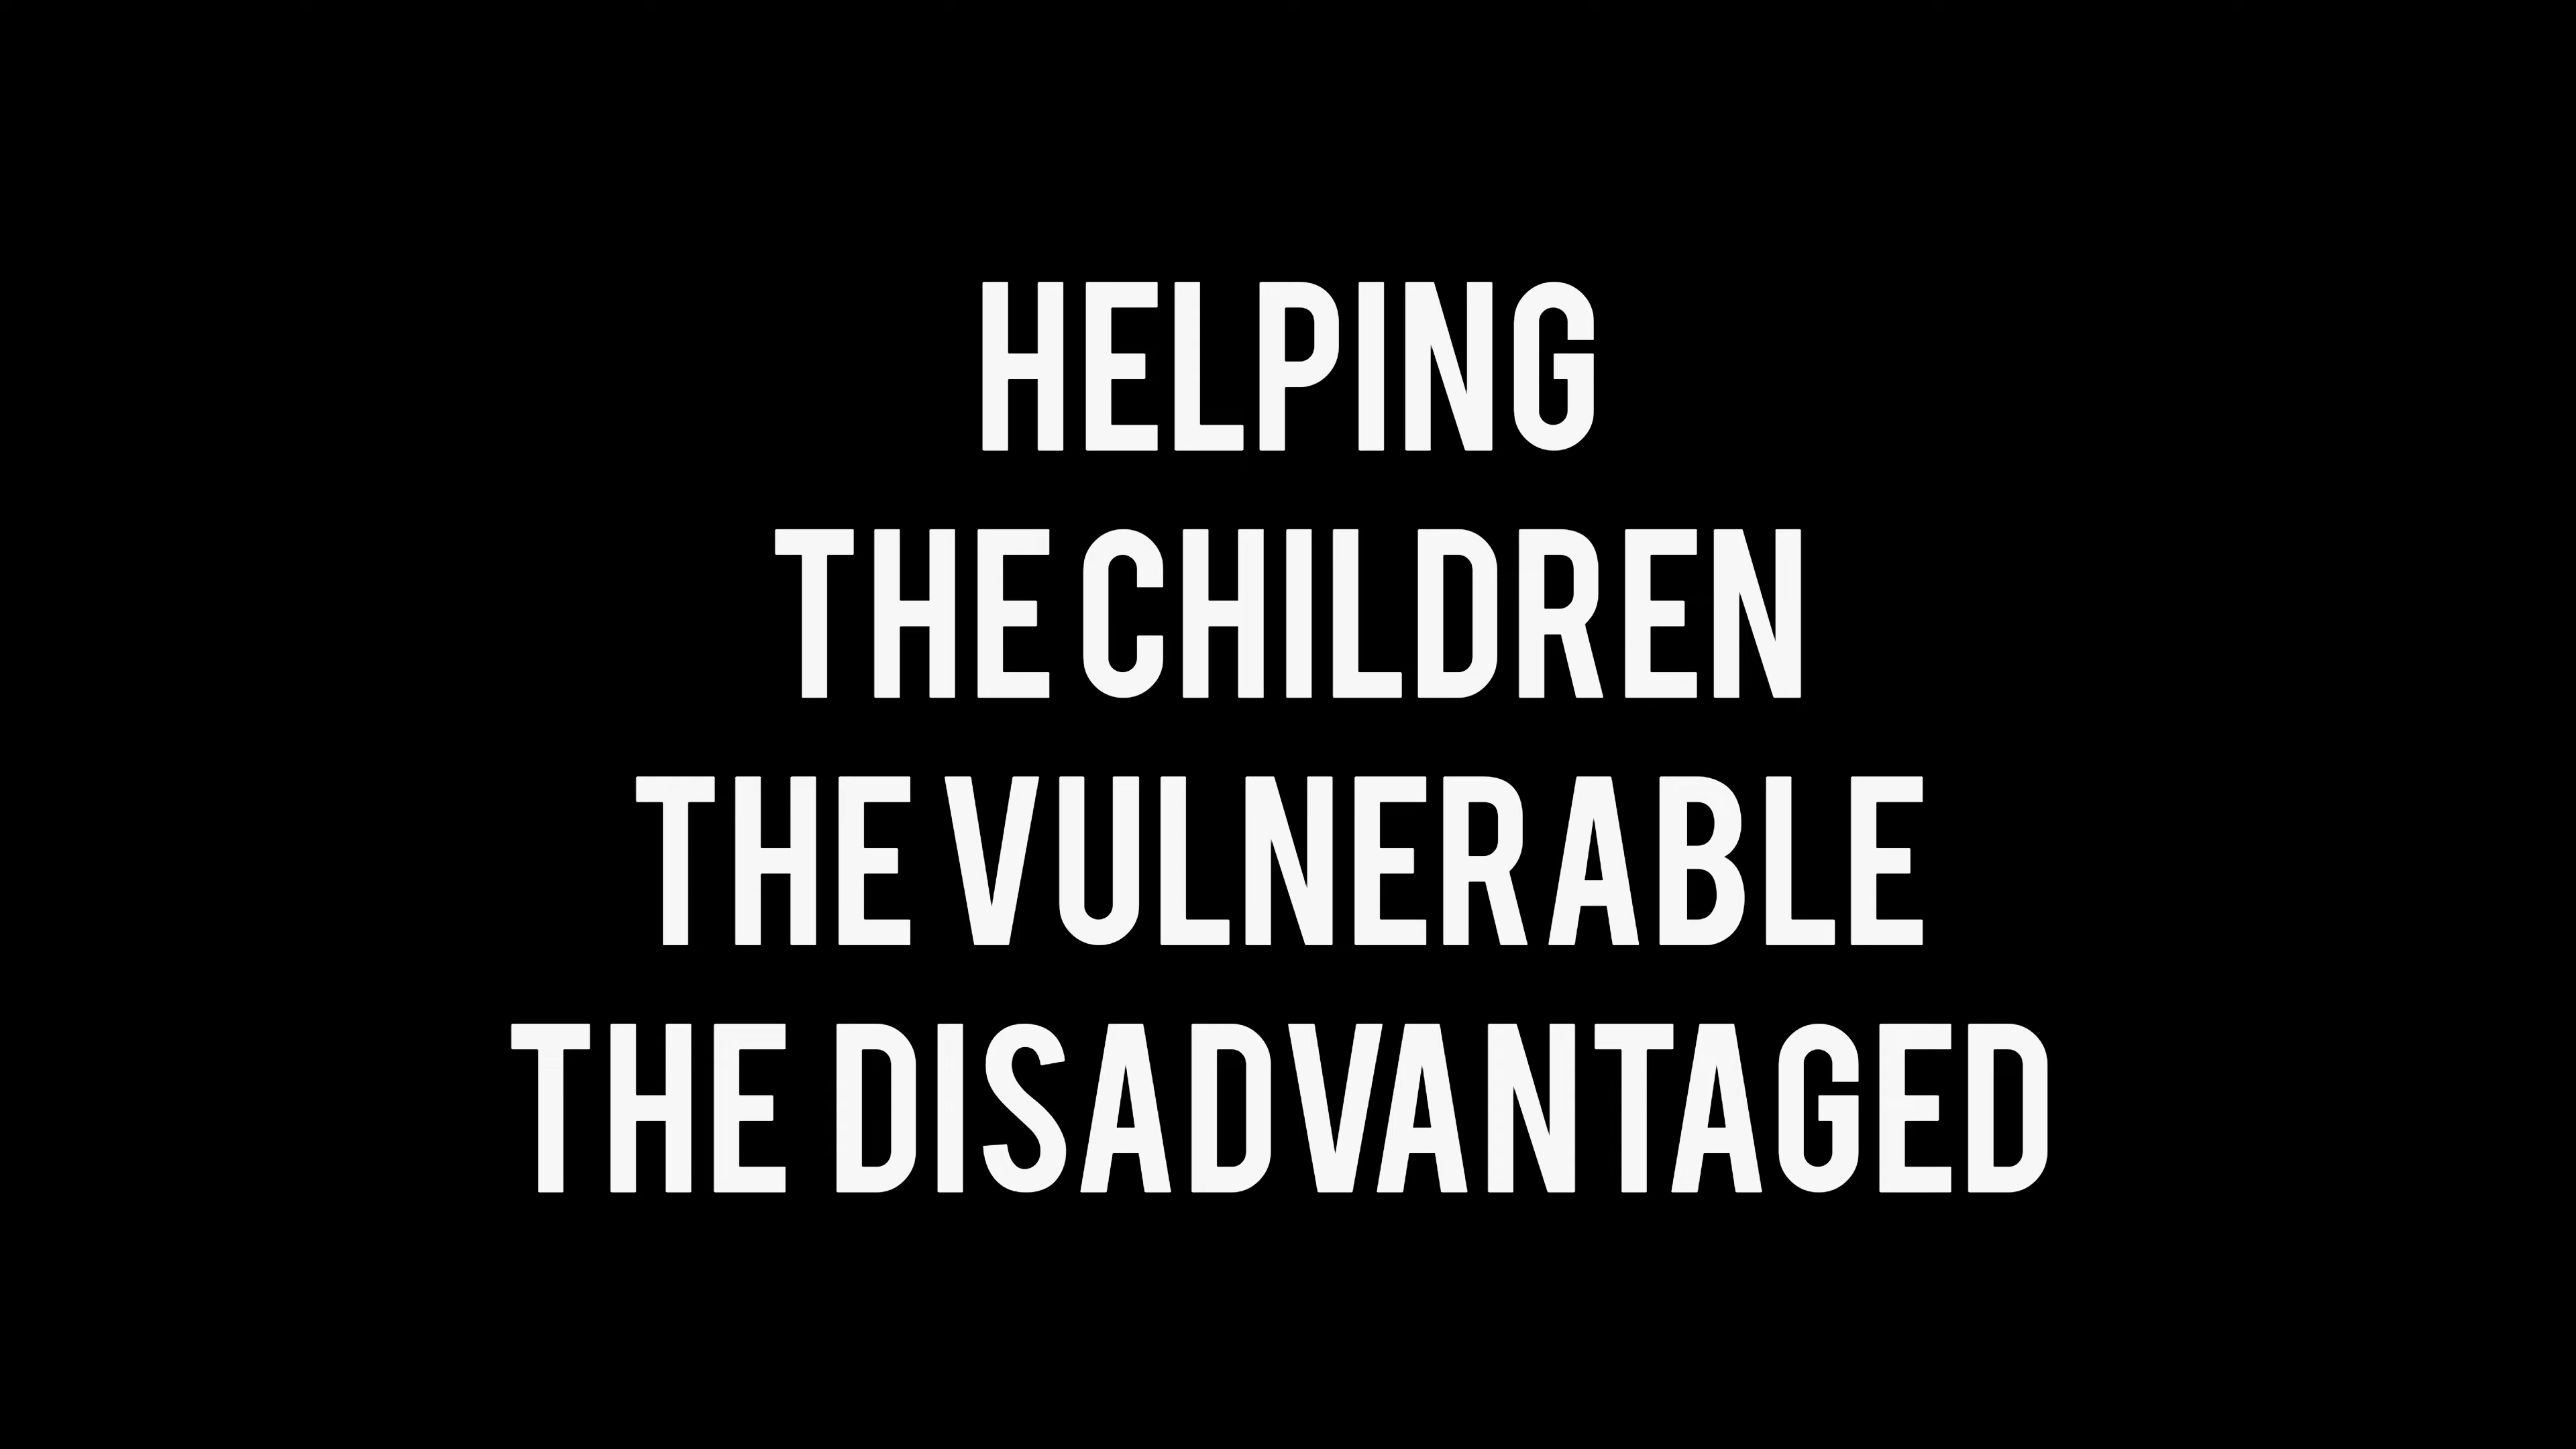 HELPING
THE CHILDREN
THE VULNERABLE
THE DISADVANTAGED